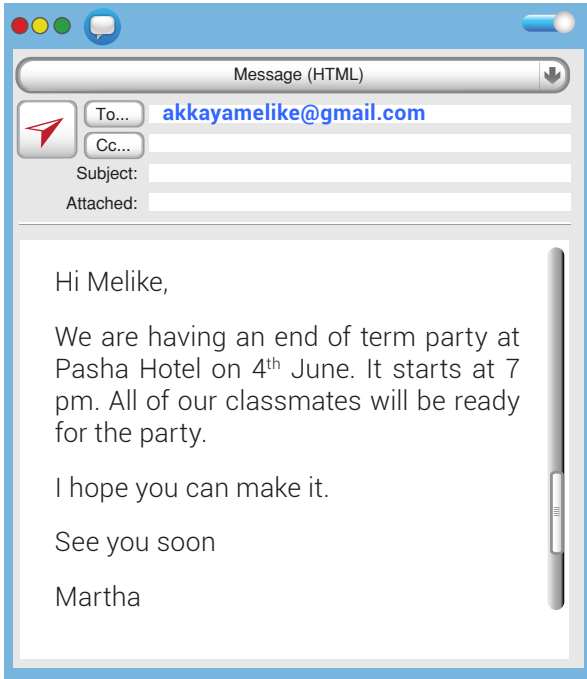 Message (HTML)
To... akkayamelike@gmail.com
Cc...
Subject:
Attached:
Hi Melike,
We are having an end of term party at
Pasha Hotel on 4th June. It starts at 7
pm. All of our classmates will be ready
for the party.
I hope you can make it.
See you soon
Martha